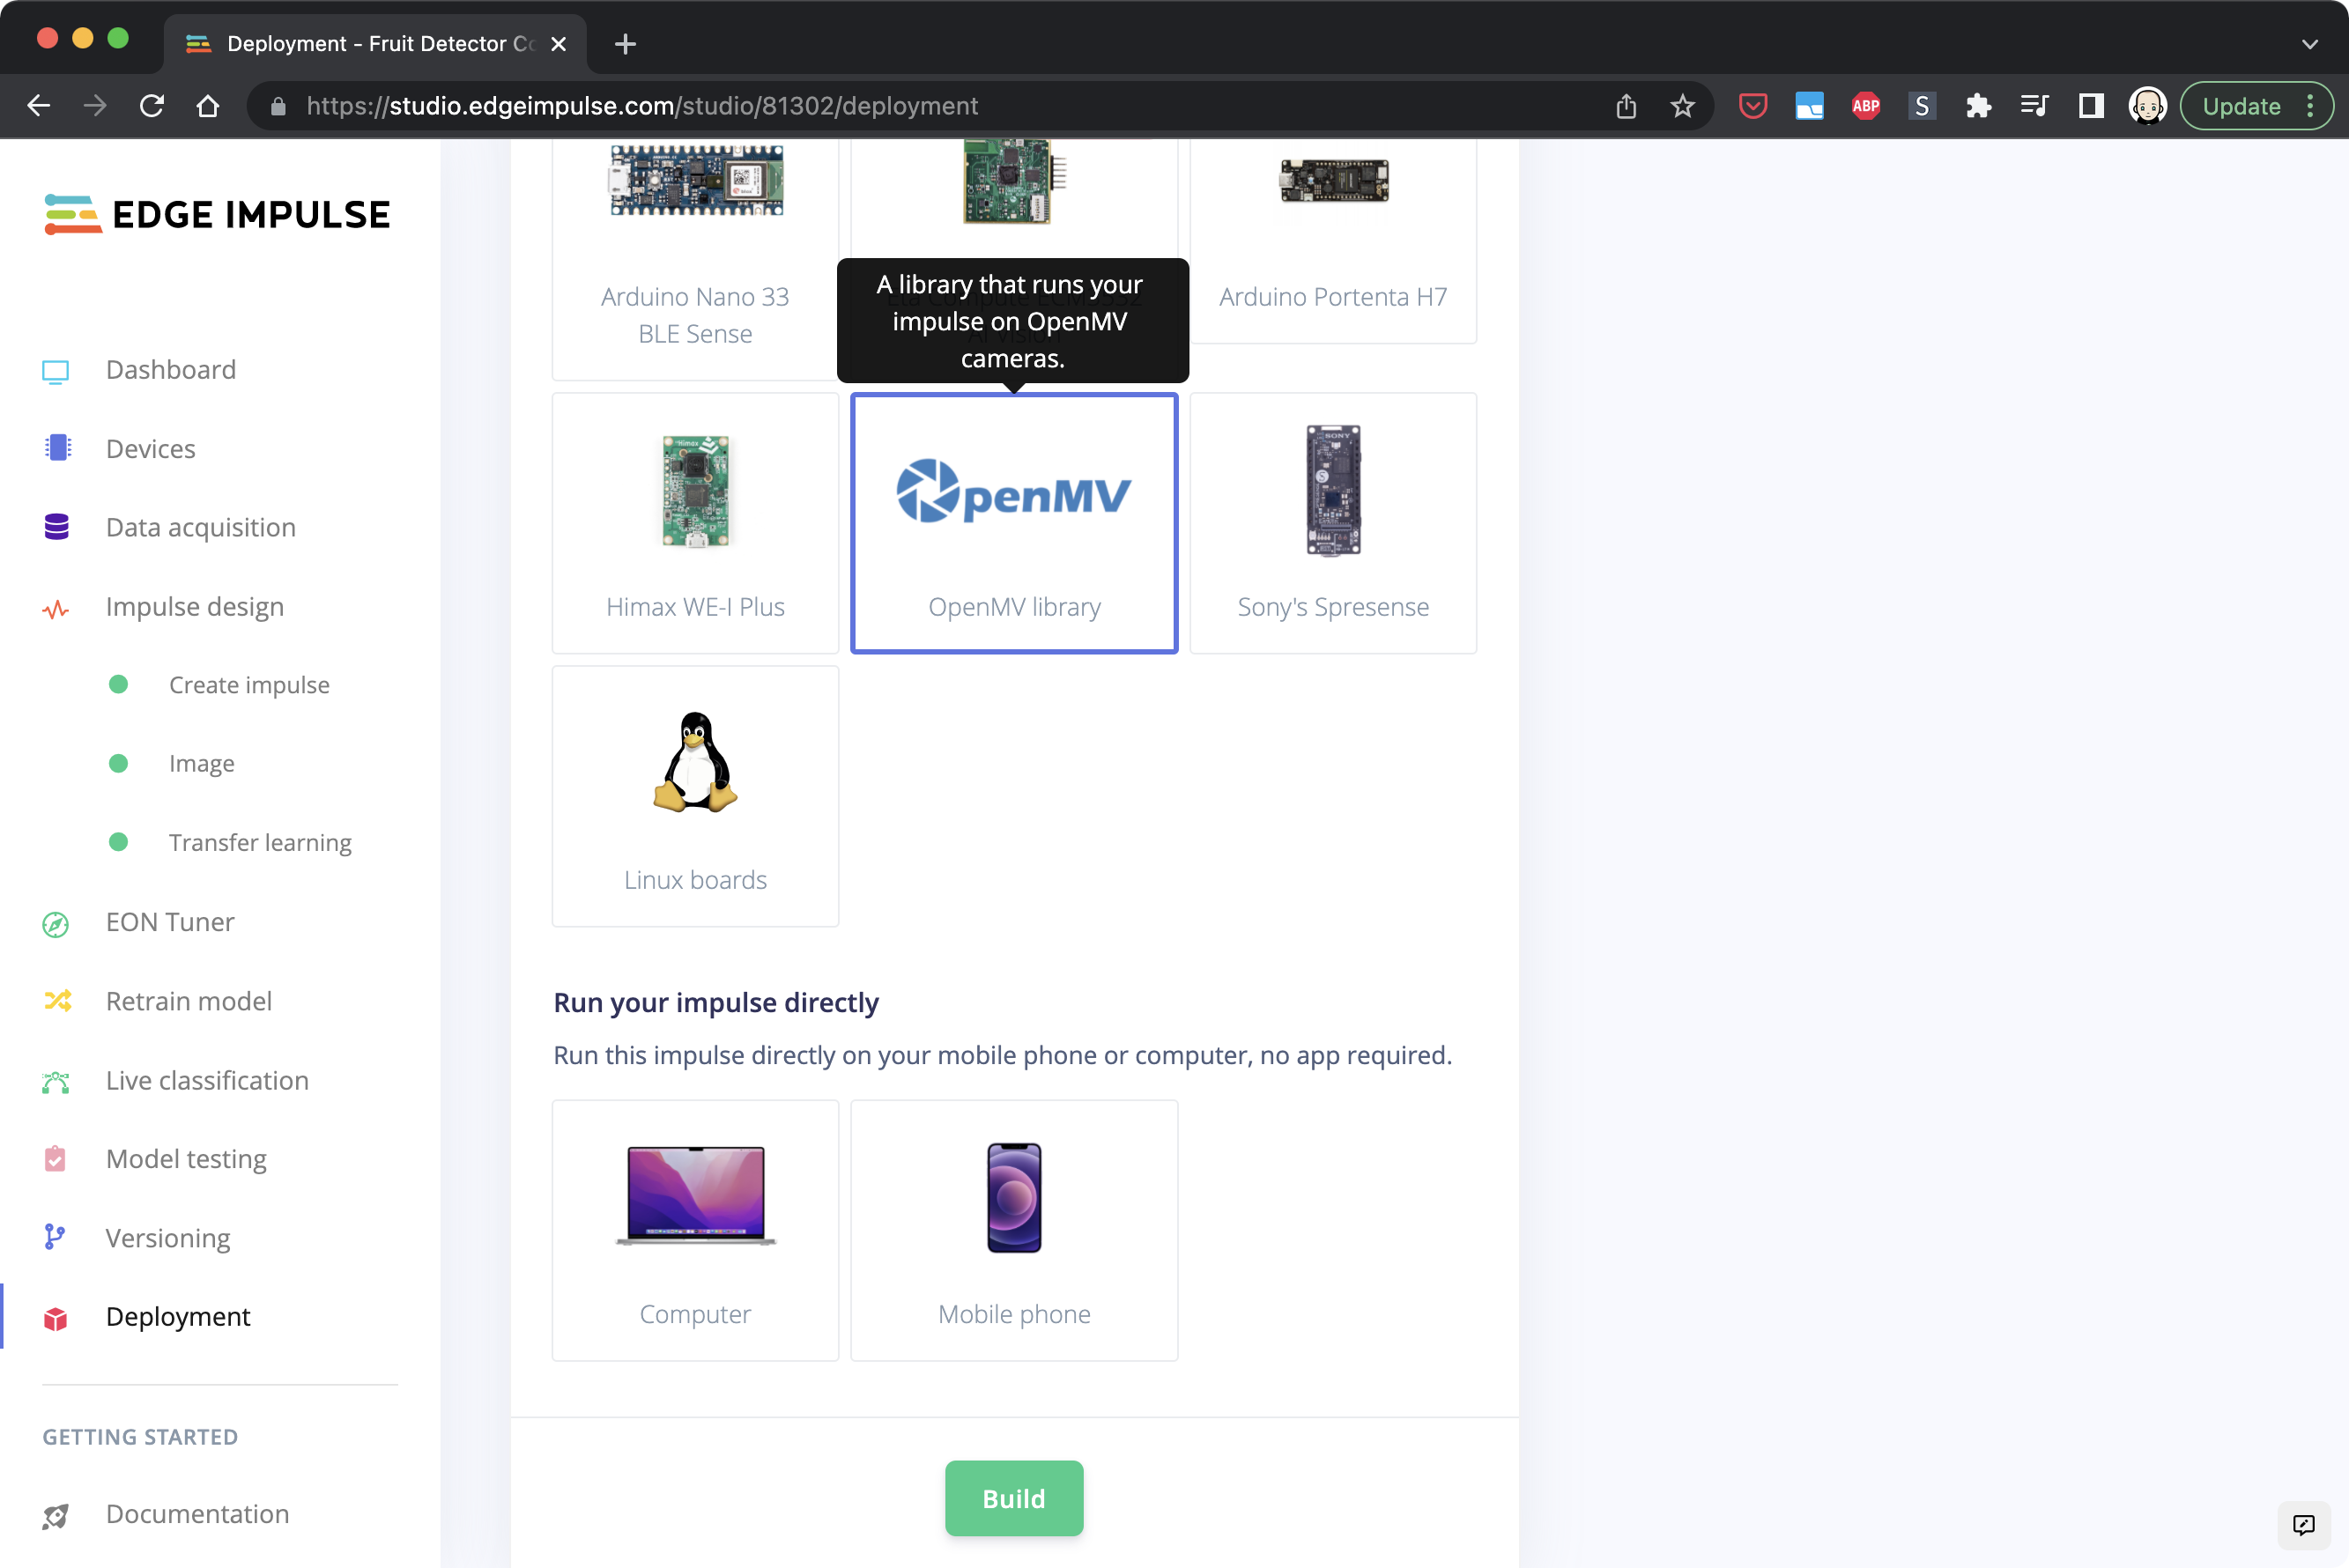 Deployment - Fruit Detector Co
https://studio.edgeimpulse.com/studio/81302/deployment
ABP
S
Update
EDGE IMPULSE
Dashboard
Devices
Data acquisition
Impulse design
Create impulse
Image
Transfer learning
EON Tuner
Retrain model
Live classification
Model testing
Versioning
Deployment
GETTING STARTED
Documentation
Arduino Nano 33
BLE Sense
A library that runs your
impulse on OpenMV
cameras.
Arduino Portenta H7
Himax
Himax WE-I Plus
OpenMV
OpenMV library
SONY
Sony's Spresense
Linux boards
Run your impulse directly
Run this impulse directly on your mobile phone or computer, no app required.
Computer
Mobile phone
Build